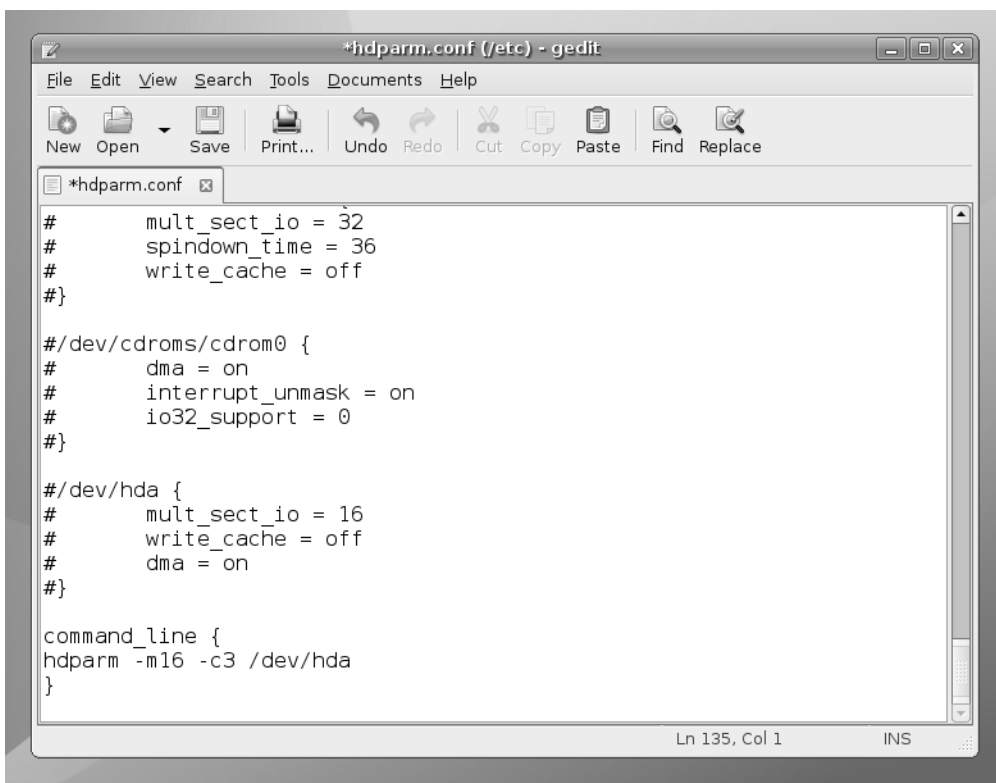 *hdparm.conf (/etc) - gedit
File Edit View Search Tools Documents Help
New Open Save Print... Undo Redo Cut Copy Paste Find Replace
*hdparm.conf
#        mult_sect_io = 32
#        spindown_time = 36
#        write_cache = off
#}

#/dev/cdroms/cdrom0 {
#        dma = on
#        interrupt_unmask = on
#        io32_support = 0
#}

#/dev/hda {
#        mult_sect_io = 16
#        write_cache = off
#        dma = on
#}

command_line {
hdparm -m16 -c3 /dev/hda
}
Ln 135, Col 1 INS